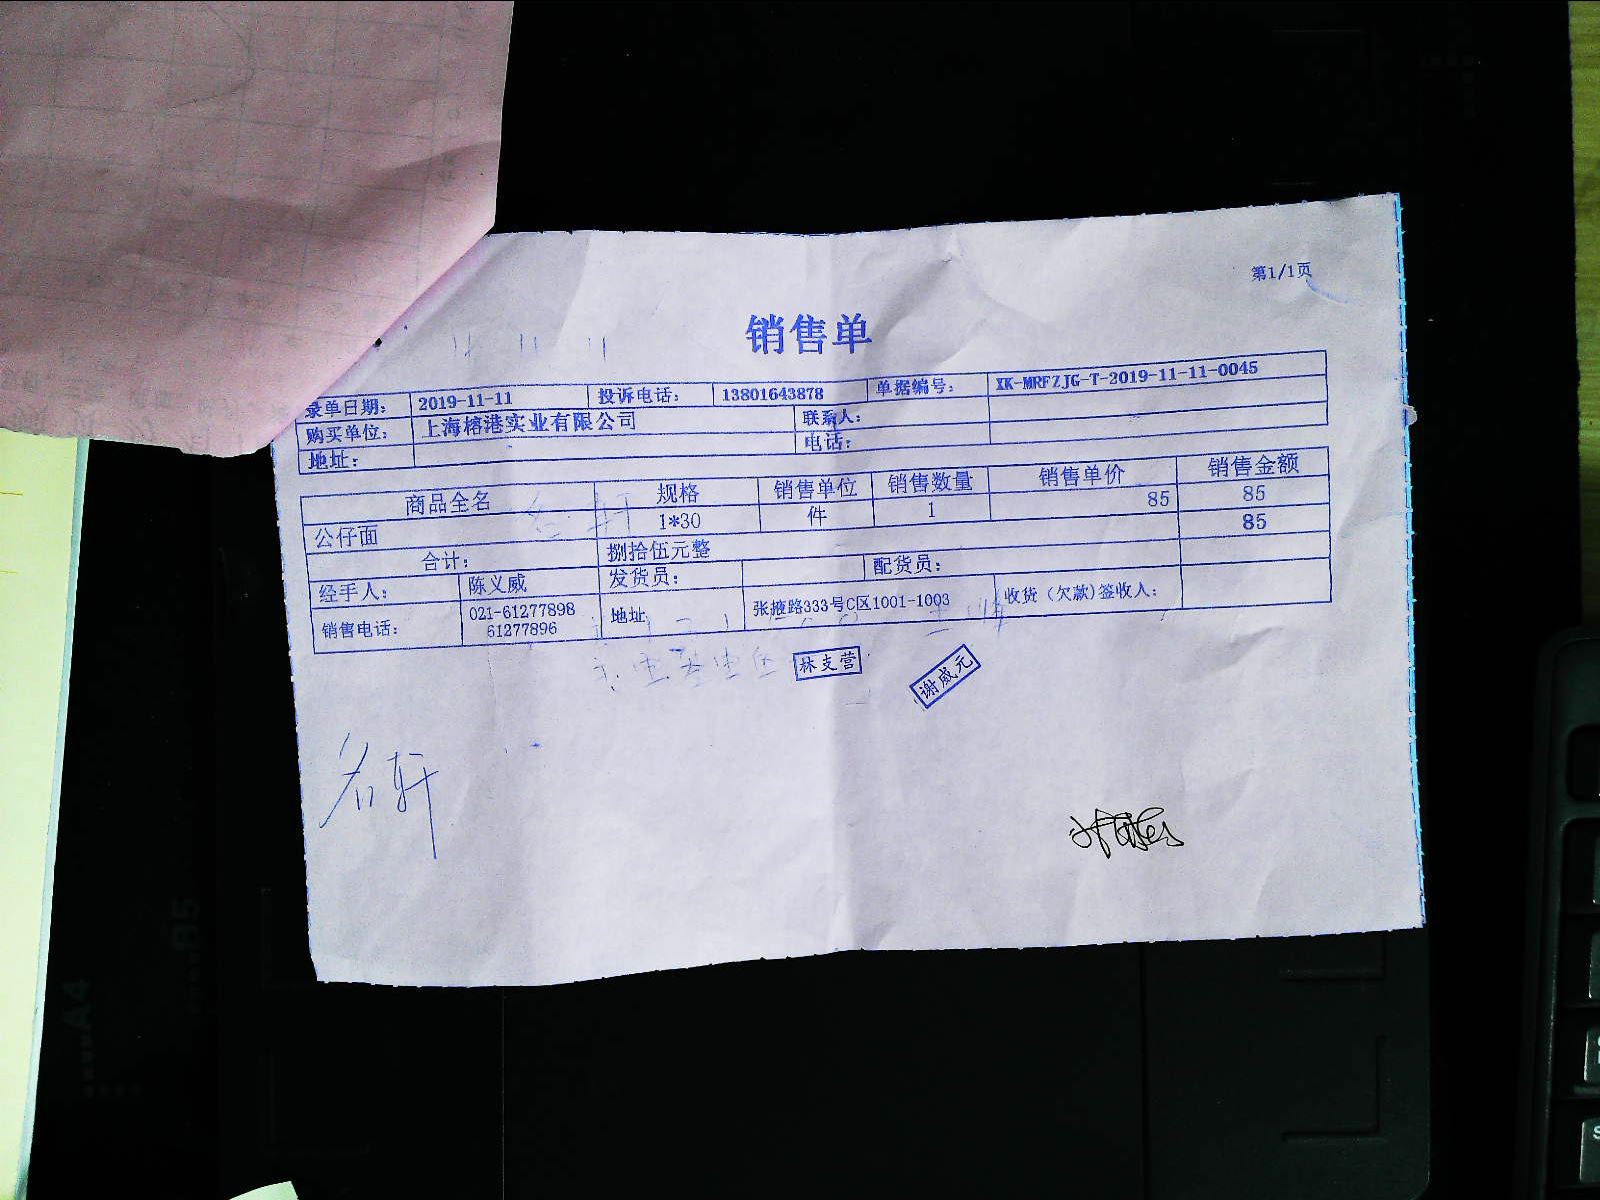 第1/1页
销售单
录单日期： 2019-11-11 投诉电话： 13801643878 单据编号： XK-MRFZJG-T-2019-11-11-0045
购买单位： 上海榕港实业有限公司 联系人：
地址： 电话：
商品全名 规格 销售单位 销售数量 销售单价 销售金额
公仔面 1*30 件 1 85 85
合计： 捌拾伍元整 85
经手人： 陈义威 发货员： 配货员：
销售电话： 021-61277898 地址 张掖路333号C区1001-1003 收货（欠款)签收人：
61277896
林支营 谢威元
名轩
A4
B5